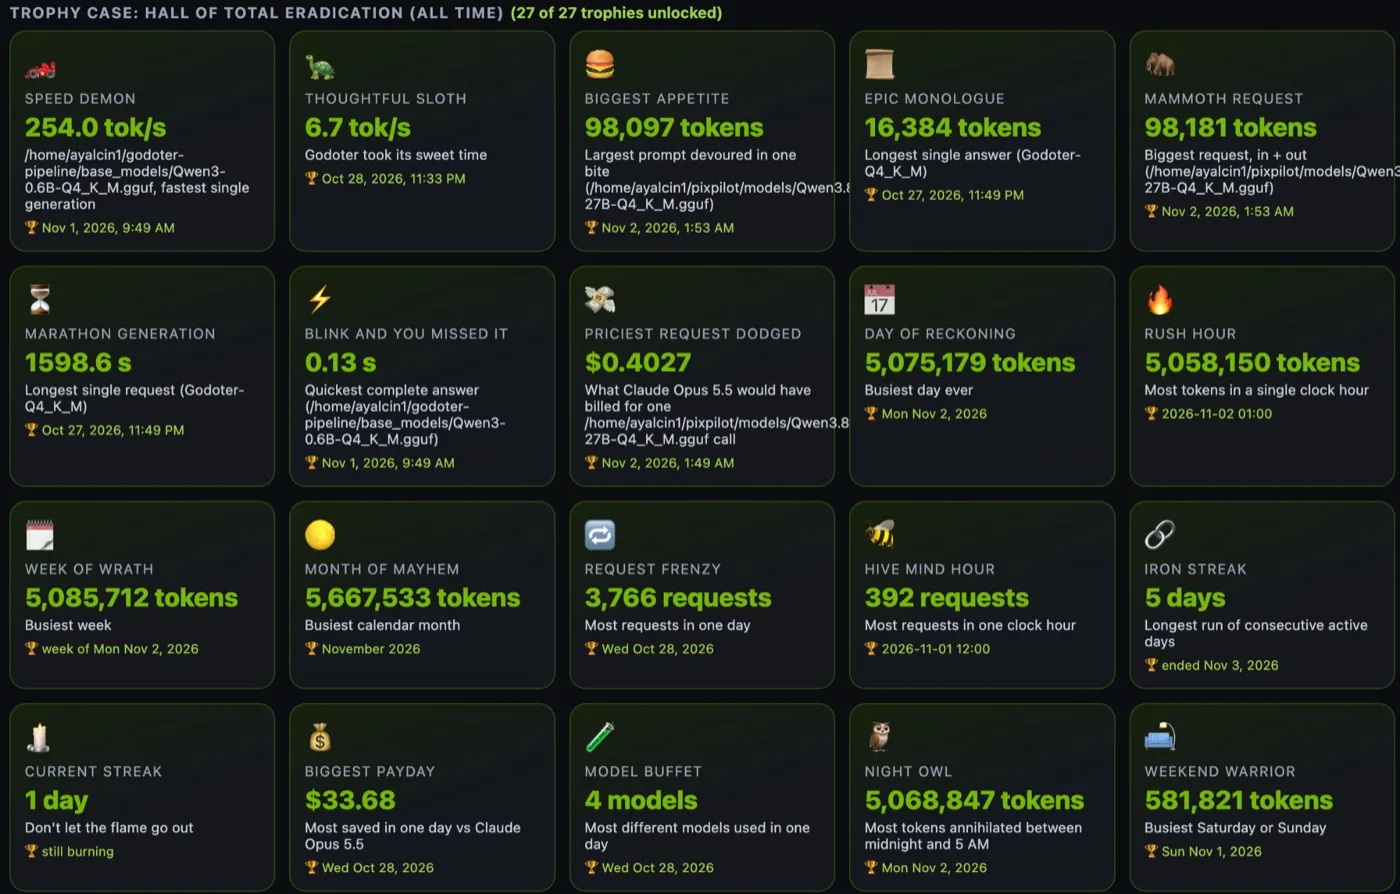 TROPHY CASE: HALL OF TOTAL ERADICATION (ALL TIME) (27 of 27 trophies unlocked)
SPEED DEMON
254.0 tok/s
/home/ayalcin1/godoter-
pipeline/base_models/Qwen3-
0.6B-Q4_K_M.gguf, fastest single
generation
Nov 1, 2026, 9:49 AM
THOUGHTFUL SLOTH
6.7 tok/s
Godoter took its sweet time
Oct 28, 2026, 11:33 PM
BIGGEST APPETITE
98,097 tokens
Largest prompt devoured in one
bite
(/home/ayalcin1/pixpilot/models/Qwen3.8
27B-Q4_K_M.gguf)
Nov 2, 2026, 1:53 AM
EPIC MONOLOGUE
16,384 tokens
Longest single answer (Godoter-
Q4_K_M)
Oct 27, 2026, 11:49 PM
MAMMOTH REQUEST
98,181 tokens
Biggest request, in + out
(/home/ayalcin1/pixpilot/models/Qwen3
27B-Q4_K_M.gguf)
Nov 2, 2026, 1:53 AM
MARATHON GENERATION
1598.6 s
Longest single request (Godoter-
Q4_K_M)
Oct 27, 2026, 11:49 PM
BLINK AND YOU MISSED IT
0.13 s
Quickest complete answer
(/home/ayalcin1/godoter-
pipeline/base_models/Qwen3-
0.6B-Q4_K_M.gguf)
Nov 1, 2026, 9:49 AM
PRICIEST REQUEST DODGED
$0.4027
What Claude Opus 5.5 would have
billed for one
/home/ayalcin1/pixpilot/models/Qwen3.8
27B-Q4_K_M.gguf call
Nov 2, 2026, 1:49 AM
JUL
17
DAY OF RECKONING
5,075,179 tokens
Busiest day ever
Mon Nov 2, 2026
RUSH HOUR
5,058,150 tokens
Most tokens in a single clock hour
2026-11-02 01:00
WEEK OF WRATH
5,085,712 tokens
Busiest week
week of Mon Nov 2, 2026
MONTH OF MAYHEM
5,667,533 tokens
Busiest calendar month
November 2026
REQUEST FRENZY
3,766 requests
Most requests in one day
Wed Oct 28, 2026
HIVE MIND HOUR
392 requests
Most requests in one clock hour
2026-11-01 12:00
IRON STREAK
5 days
Longest run of consecutive active
days
ended Nov 3, 2026
CURRENT STREAK
1 day
Don't let the flame go out
still burning
BIGGEST PAYDAY
$33.68
Most saved in one day vs Claude
Opus 5.5
Wed Oct 28, 2026
MODEL BUFFET
4 models
Most different models used in one
day
Wed Oct 28, 2026
NIGHT OWL
5,068,847 tokens
Most tokens annihilated between
midnight and 5 AM
Mon Nov 2, 2026
WEEKEND WARRIOR
581,821 tokens
Busiest Saturday or Sunday
Sun Nov 1, 2026